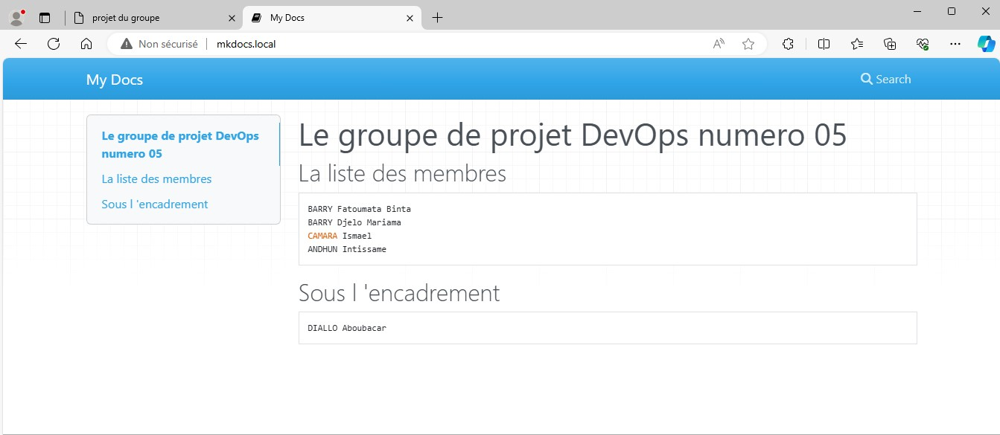 projet du groupe
My Docs
Non sécurisé
mkdocs.local
My Docs
Search
Le groupe de projet DevOps
numero 05
La liste des membres
Sous l 'encadrement
Le groupe de projet DevOps numero 05
La liste des membres
BARRY Fatoumata Binta
BARRY Djelo Mariama
CAMARA Ismael
ANDHUN Intissame
Sous l 'encadrement
DIALLO Aboubacar